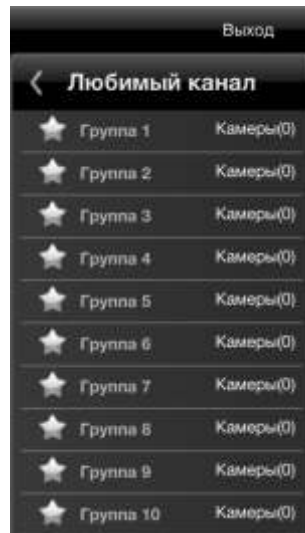 Выход
Любимый канал
Группа 1 Камеры(0)
Группа 2 Камеры(0)
Группа 3 Камеры(0)
Группа 4 Камеры(0)
Группа 5 Камеры(0)
Группа 6 Камеры(0)
Группа 7 Камеры(0)
Группа 8 Камеры(0)
Группа 9 Камеры(0)
Группа 10 Камеры(0)